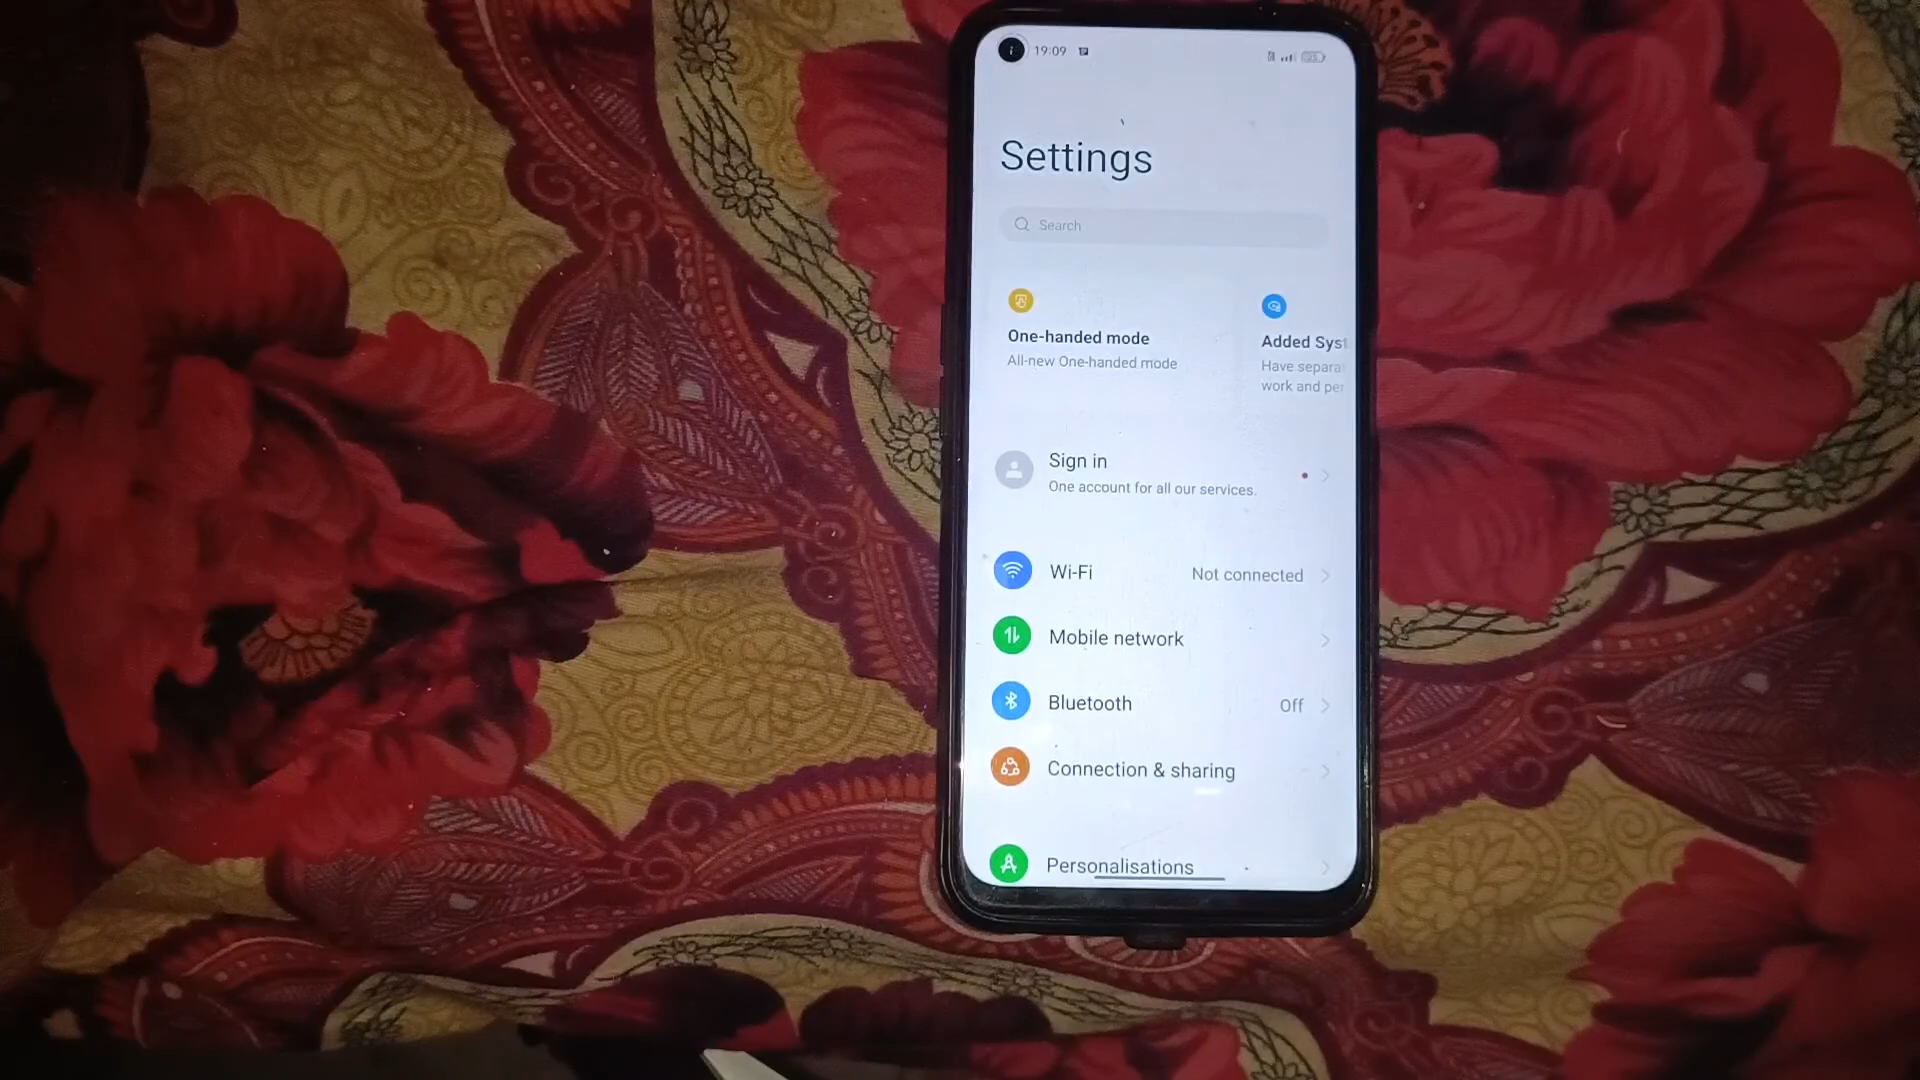 19:09
Settings
Search
One-handed mode
All-new One-handed mode
Added Syst
Have separa
work and per
Sign in
One account for all our services.
Wi-Fi Not connected
Mobile network
Bluetooth Off
Connection & sharing
Personalisations